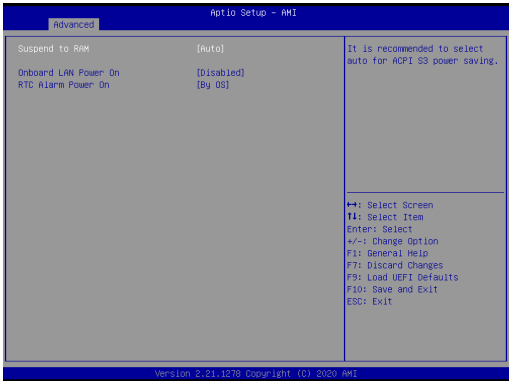 Aptio Setup - AMI
Advanced
Suspend to RAM [Auto]
Onboard LAN Power On [Disabled]
RTC Alarm Power On [By OS]
It is recommended to select
auto for ACPI S3 power saving.
↔: Select Screen
↑↓: Select Item
Enter: Select
+/-: Change Option
F1: General Help
F7: Discard Changes
F9: Load UEFI Defaults
F10: Save and Exit
ESC: Exit
Version 2.21.1278 Copyright (C) 2020 AMI